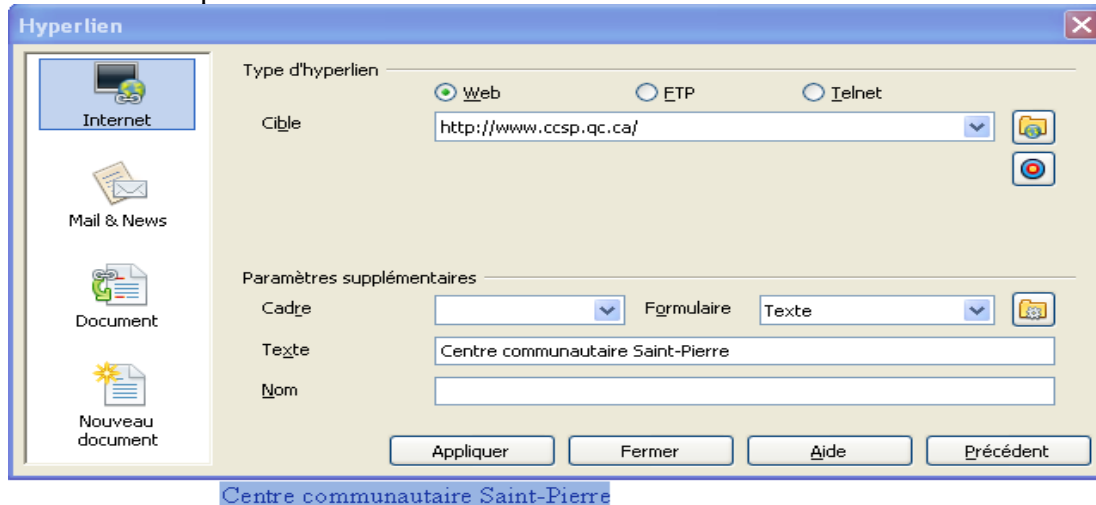 Hyperlien
Internet
Mail & News
Document
Nouveau
document
Type d'hyperlien
Web FTP Telnet
Cible http://www.ccsp.qc.ca/
Paramètres supplémentaires
Cadre Formulaire Texte
Texte Centre communautaire Saint-Pierre
Nom
Appliquer Fermer Aide Précédent
Centre communautaire Saint-Pierre